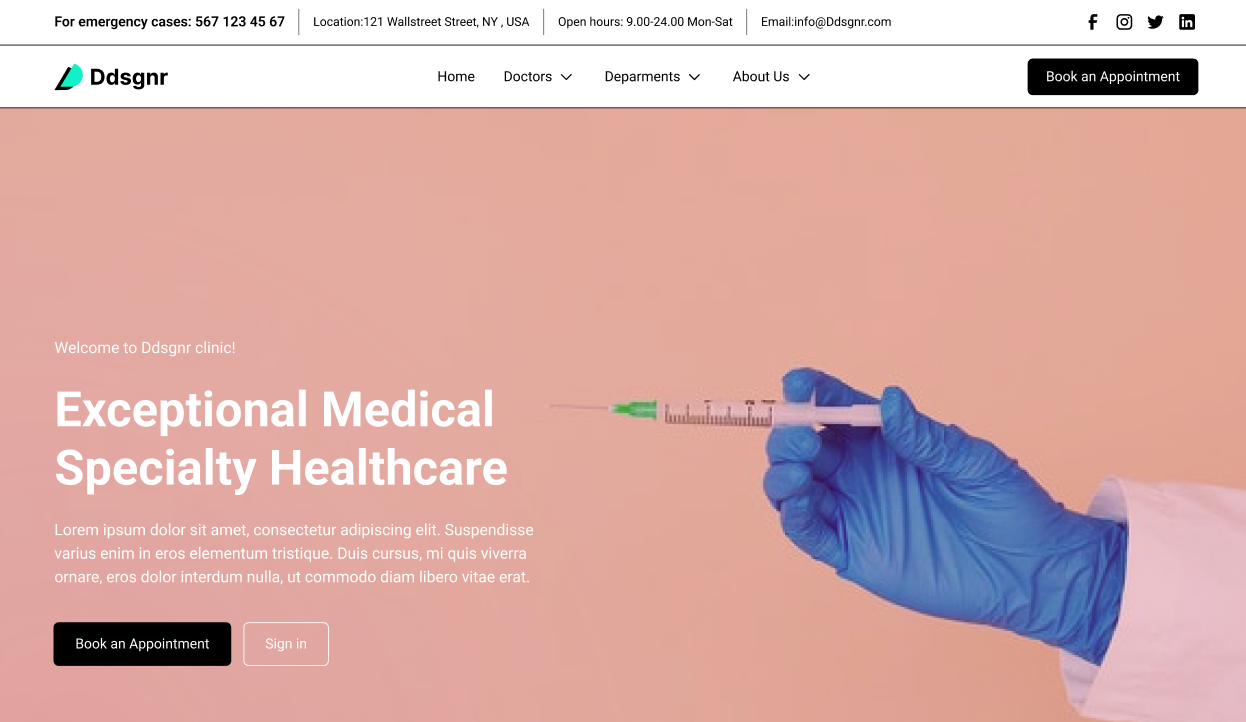 For emergency cases: 567 123 45 67
Location:121 Wallstreet Street, NY , USA
Open hours: 9.00-24.00 Mon-Sat
Email:info@Ddsgnr.com
Ddsgnr
Home
Doctors
Deparments
About Us
Book an Appointment
Welcome to Ddsgnr clinic!
Exceptional Medical
Specialty Healthcare
Lorem ipsum dolor sit amet, consectetur adipiscing elit. Suspendisse
varius enim in eros elementum tristique. Duis cursus, mi quis viverra
ornare, eros dolor interdum nulla, ut commodo diam libero vitae erat.
Book an Appointment
Sign in